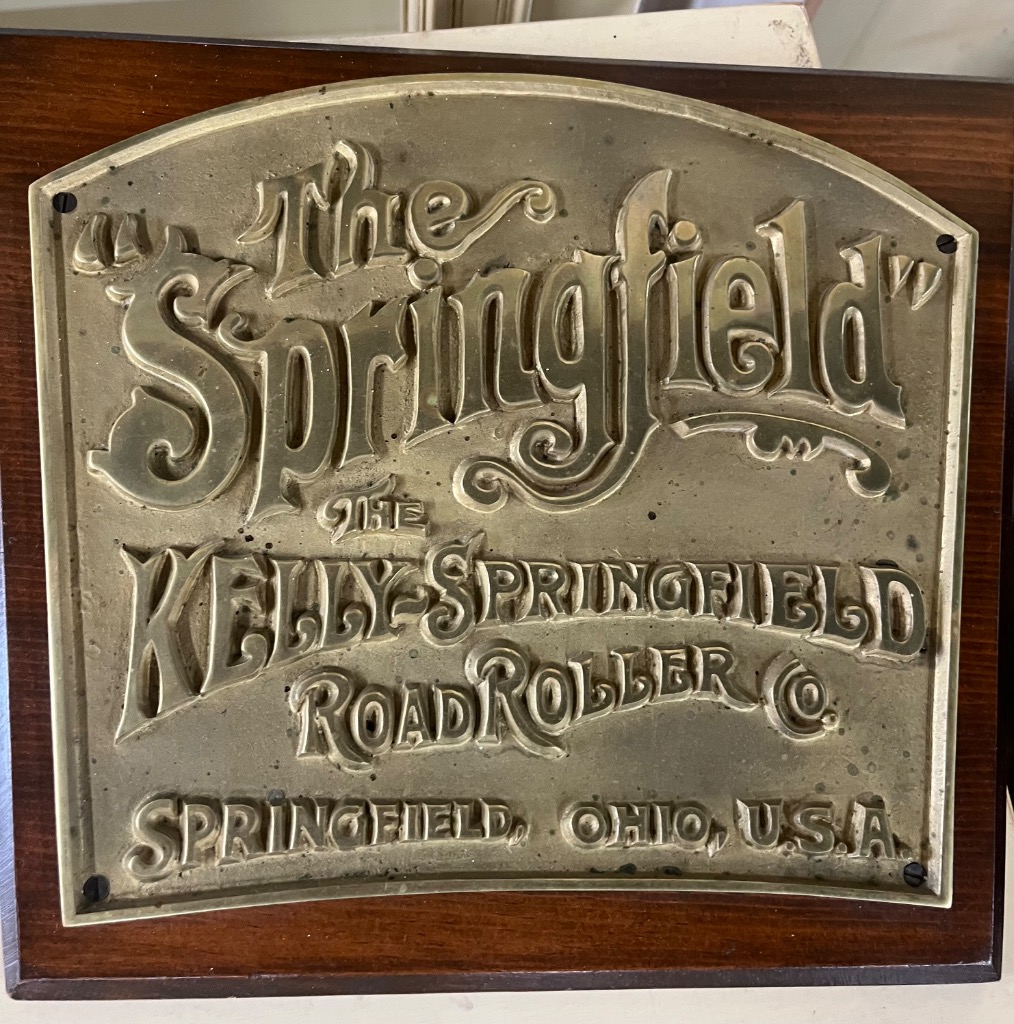 "The
Springfield"
THE
KELLY-SPRINGFIELD
ROAD ROLLER CO.
SPRINGFIELD, OHIO, U.S.A.